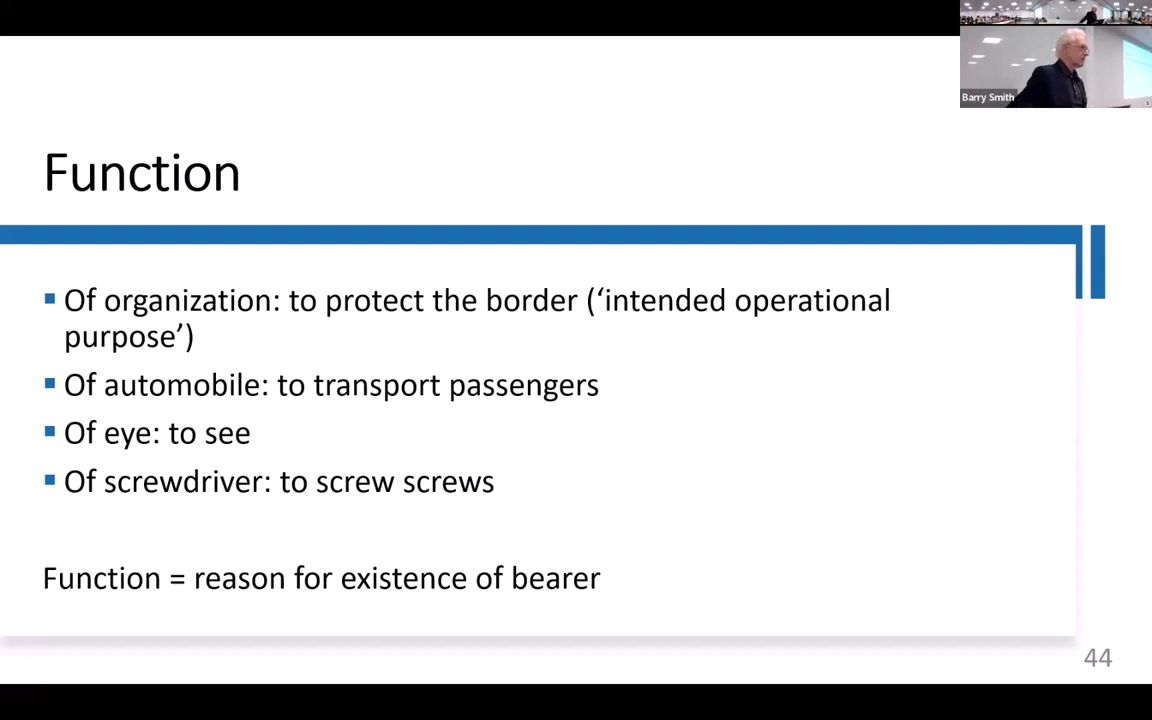 Barry Smith
Function
▪ Of organization: to protect the border (‘intended operational
purpose’)
▪ Of automobile: to transport passengers
▪ Of eye: to see
▪ Of screwdriver: to screw screws
Function = reason for existence of bearer
44